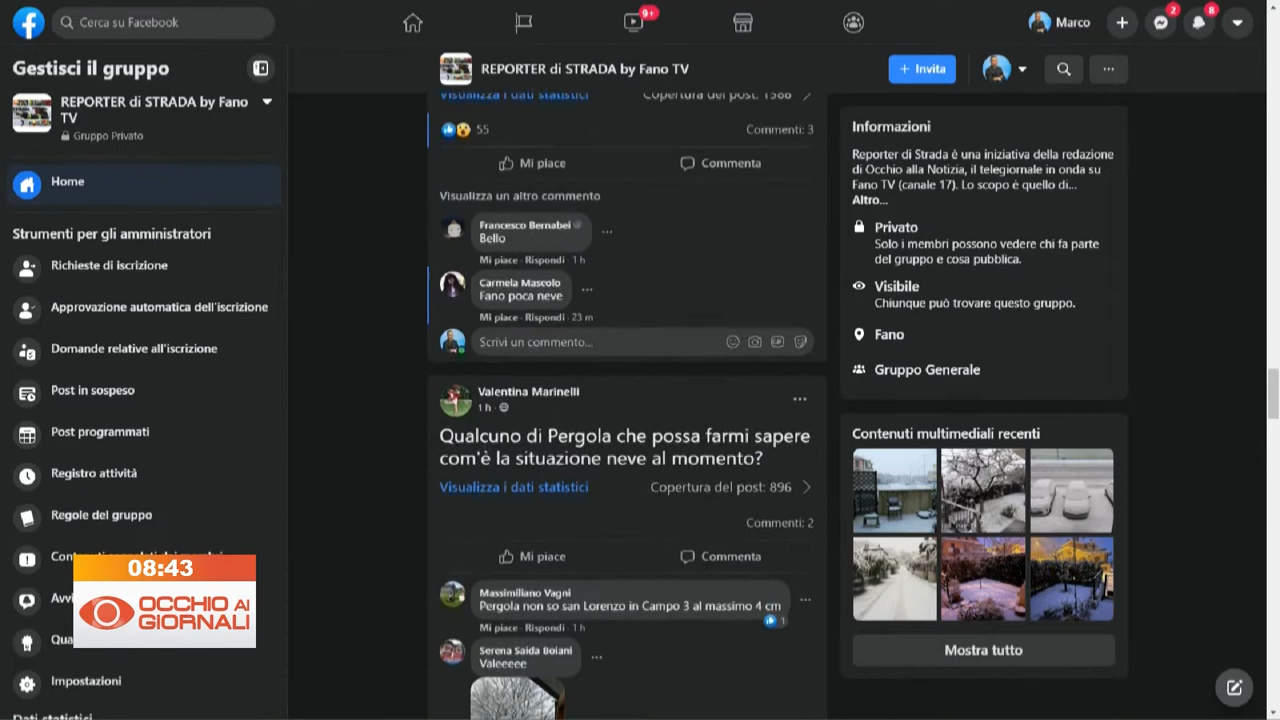 Cerca su Facebook
9+
Marco
2
8
Gestisci il gruppo
REPORTER di STRADA by Fano TV
Gruppo Privato
Home
Strumenti per gli amministratori
Richieste di iscrizione
Approvazione automatica dell'iscrizione
Domande relative all'iscrizione
Post in sospeso
Post programmati
Registro attività
Regole del gruppo
Impostazioni
08:43
OCCHIO AI
GIORNALI
REPORTER di STRADA by Fano TV
+ Invita
Visualizza i dati statistici
Copertura del post: 1588
55
Commenti: 3
Mi piace
Commenta
Visualizza un altro commento
Francesco Bernabei
Bello
Mi piace · Rispondi · 1 h
Carmela Mascolo
Fano poca neve
Mi piace · Rispondi · 23 m
Scrivi un commento...
Valentina Marinelli
1 h
Qualcuno di Pergola che possa farmi sapere
com'è la situazione neve al momento?
Visualizza i dati statistici
Copertura del post: 896
Commenti: 2
Mi piace
Commenta
Massimiliano Vagni
Pergola non so san Lorenzo in Campo 3 al massimo 4 cm
1
Mi piace · Rispondi · 1 h
Serena Saida Boiani
Valeeeee
Informazioni
Reporter di Strada è una iniziativa della redazione
di Occhio alla Notizia, il telegiornale in onda su
Fano TV (canale 17). Lo scopo è quello di...
Altro...
Privato
Solo i membri possono vedere chi fa parte
del gruppo e cosa pubblica.
Visibile
Chiunque può trovare questo gruppo.
Fano
Gruppo Generale
Contenuti multimediali recenti
Mostra tutto